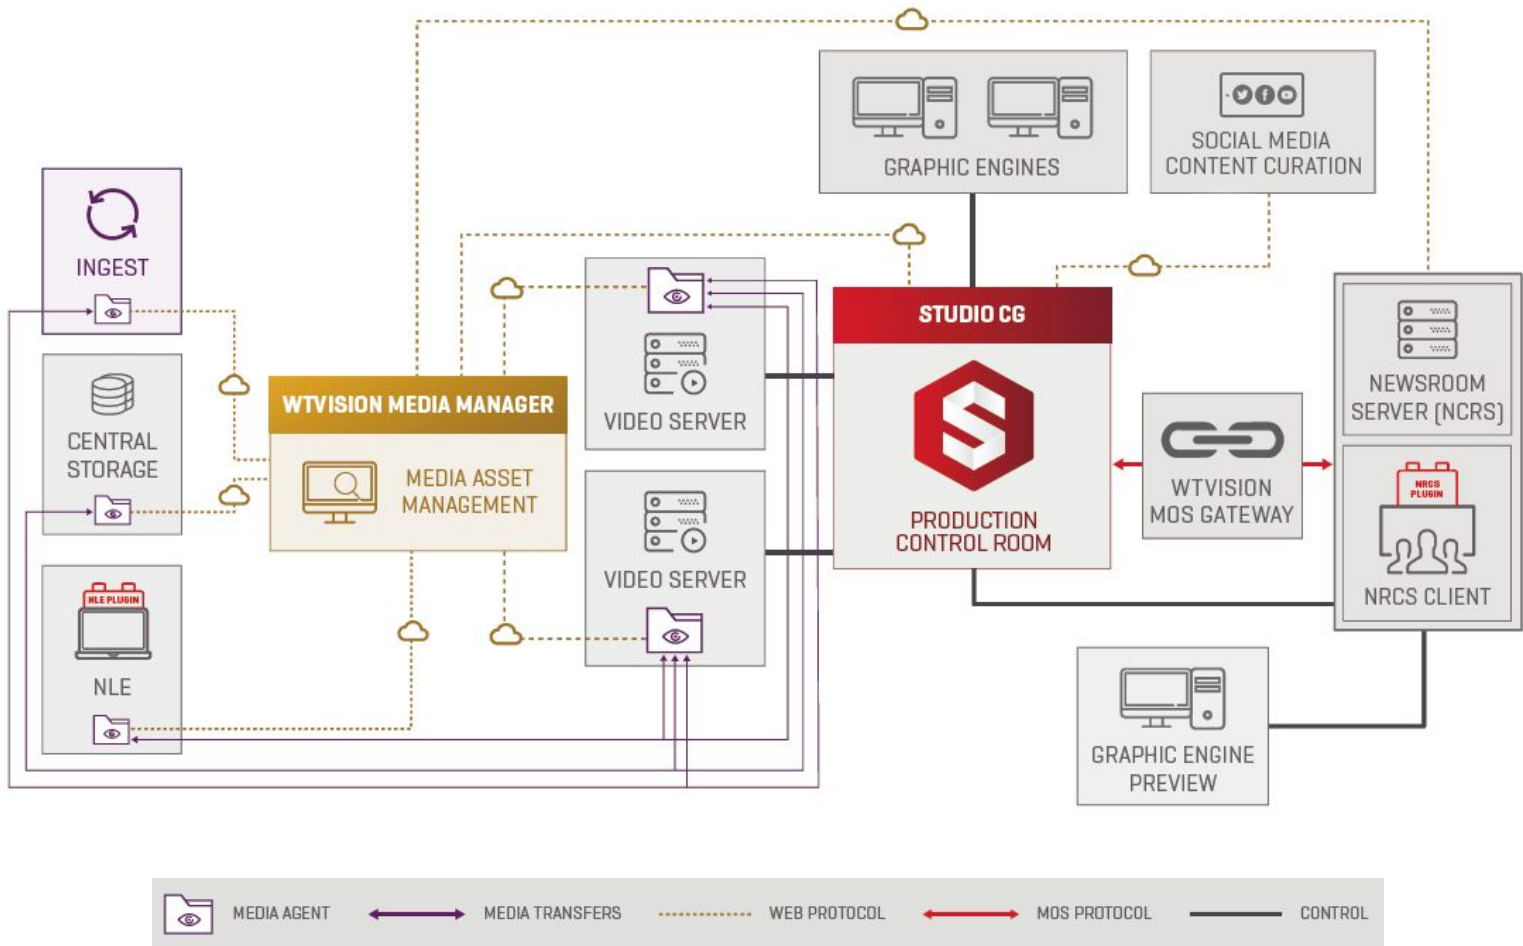 GRAPHIC ENGINES
SOCIAL MEDIA
CONTENT CURATION
INGEST
STUDIO CG
NEWSROOM
SERVER (NCRS)
WTVISION MEDIA MANAGER
VIDEO SERVER
CENTRAL
STORAGE
MEDIA ASSET
MANAGEMENT
NRCS
PLUGIN
WTVISION
MOS GATEWAY
PRODUCTION
CONTROL ROOM
VIDEO SERVER
NLE PLUGIN
NRCS CLIENT
NLE
GRAPHIC ENGINE
PREVIEW
MEDIA AGENT
MEDIA TRANSFERS
WEB PROTOCOL
MOS PROTOCOL
CONTROL